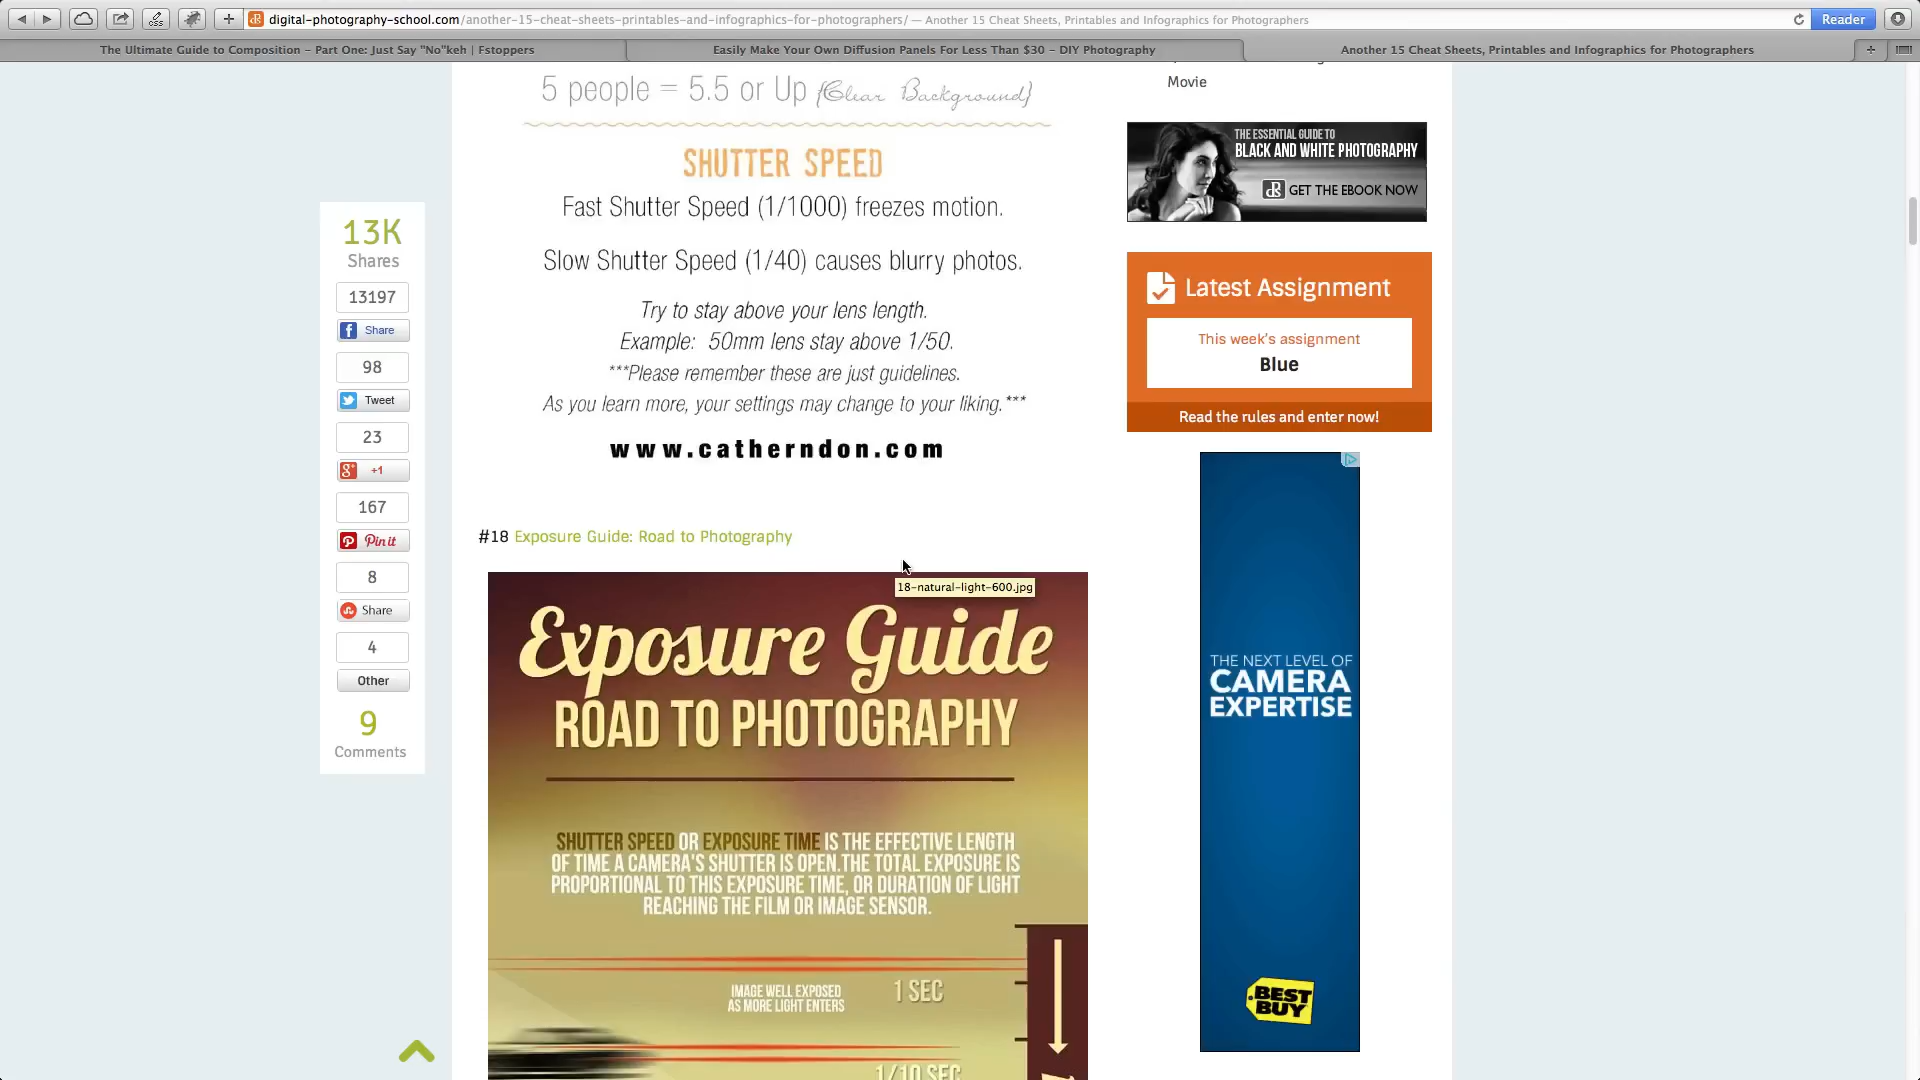 digital-photography-school.com/another-15-cheat-sheets-printables-and-infographics-for-photographers/ — Another 15 Cheat Sheets, Printables and Infographics for Photographers
Reader
The Ultimate Guide to Composition – Part One: Just Say "No"keh | Fstoppers
Easily Make Your Own Diffusion Panels For Less Than $30 – DIY Photography
Another 15 Cheat Sheets, Printables and Infographics for Photographers
5 people = 5.5 or Up {Clear Background}
SHUTTER SPEED
Fast Shutter Speed (1/1000) freezes motion.
Slow Shutter Speed (1/40) causes blurry photos.
Try to stay above your lens length.
Example: 50mm lens stay above 1/50.
***Please remember these are just guidelines.
As you learn more, your settings may change to your liking.***
www.catherndon.com
#18 Exposure Guide: Road to Photography
18-natural-light-600.jpg
Exposure Guide
ROAD TO PHOTOGRAPHY
SHUTTER SPEED OR EXPOSURE TIME IS THE EFFECTIVE LENGTH
OF TIME A CAMERA'S SHUTTER IS OPEN.THE TOTAL EXPOSURE IS
PROPORTIONAL TO THIS EXPOSURE TIME, OR DURATION OF LIGHT
REACHING THE FILM OR IMAGE SENSOR.
IMAGE WELL EXPOSED
AS MORE LIGHT ENTERS
1 SEC
1/10 SEC
13K
Shares
13197
Share
98
Tweet
23
+1
167
Pin it
8
Share
4
Other
9
Comments
Movie
THE ESSENTIAL GUIDE TO
BLACK AND WHITE PHOTOGRAPHY
dR GET THE EBOOK NOW
Latest Assignment
This week's assignment
Blue
Read the rules and enter now!
THE NEXT LEVEL OF
CAMERA
EXPERTISE
BEST
BUY